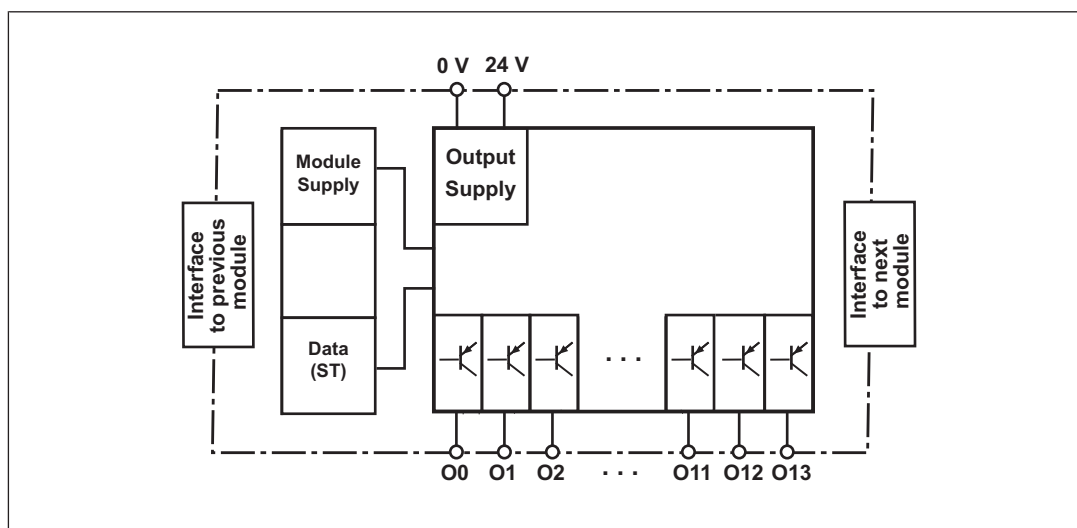 0 V 24 V
Module
Supply
Output
Supply
Interface
to previous
module
Interface
to next
module
Data
(ST)
. . .
O0 O1 O2 . . . O11 O12 O13